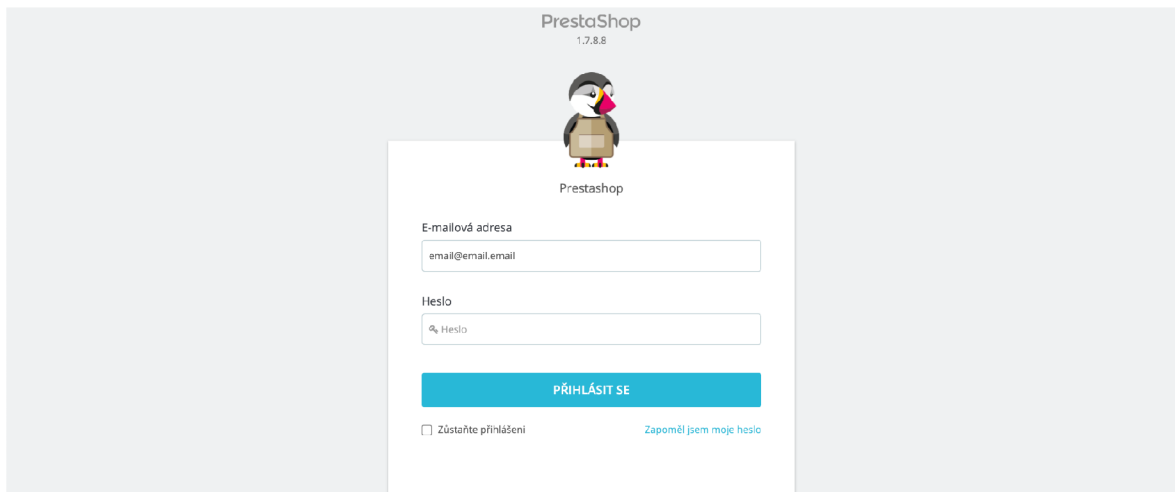 PrestaShop
1.7.8.8
Prestashop
E-mailová adresa
email@email.email
Heslo
Heslo
PŘIHLÁSIT SE
Zůstaňte přihlášeni
Zapoměl jsem moje heslo